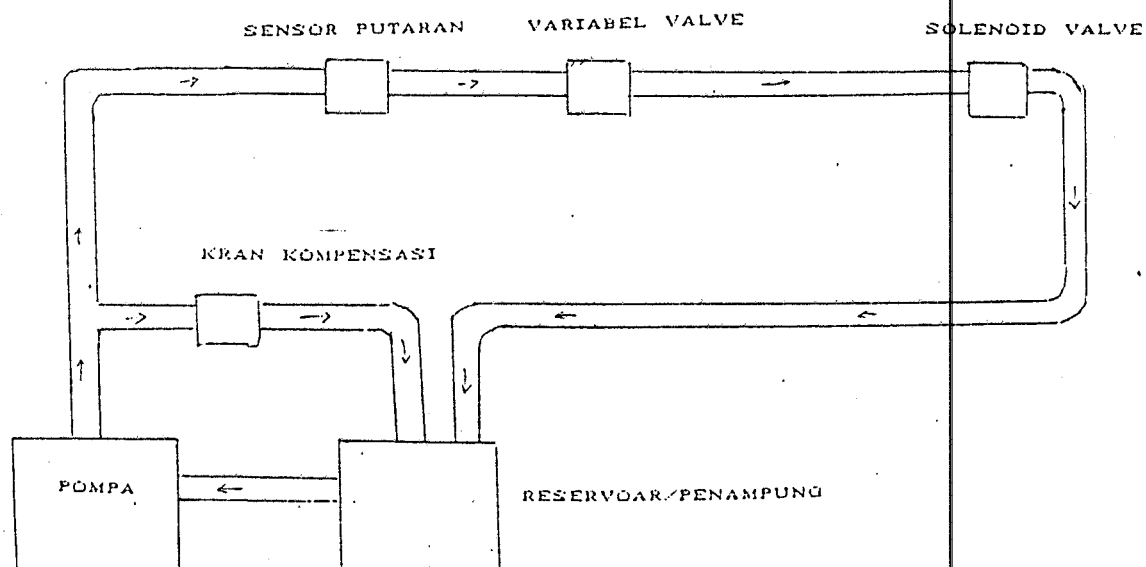 SENSOR PUTARAN
VARIABEL VALVE
SOLENOID VALVE
KRAN KOMPENSASI
POMPA
RESERVOAR/PENAMPUNG